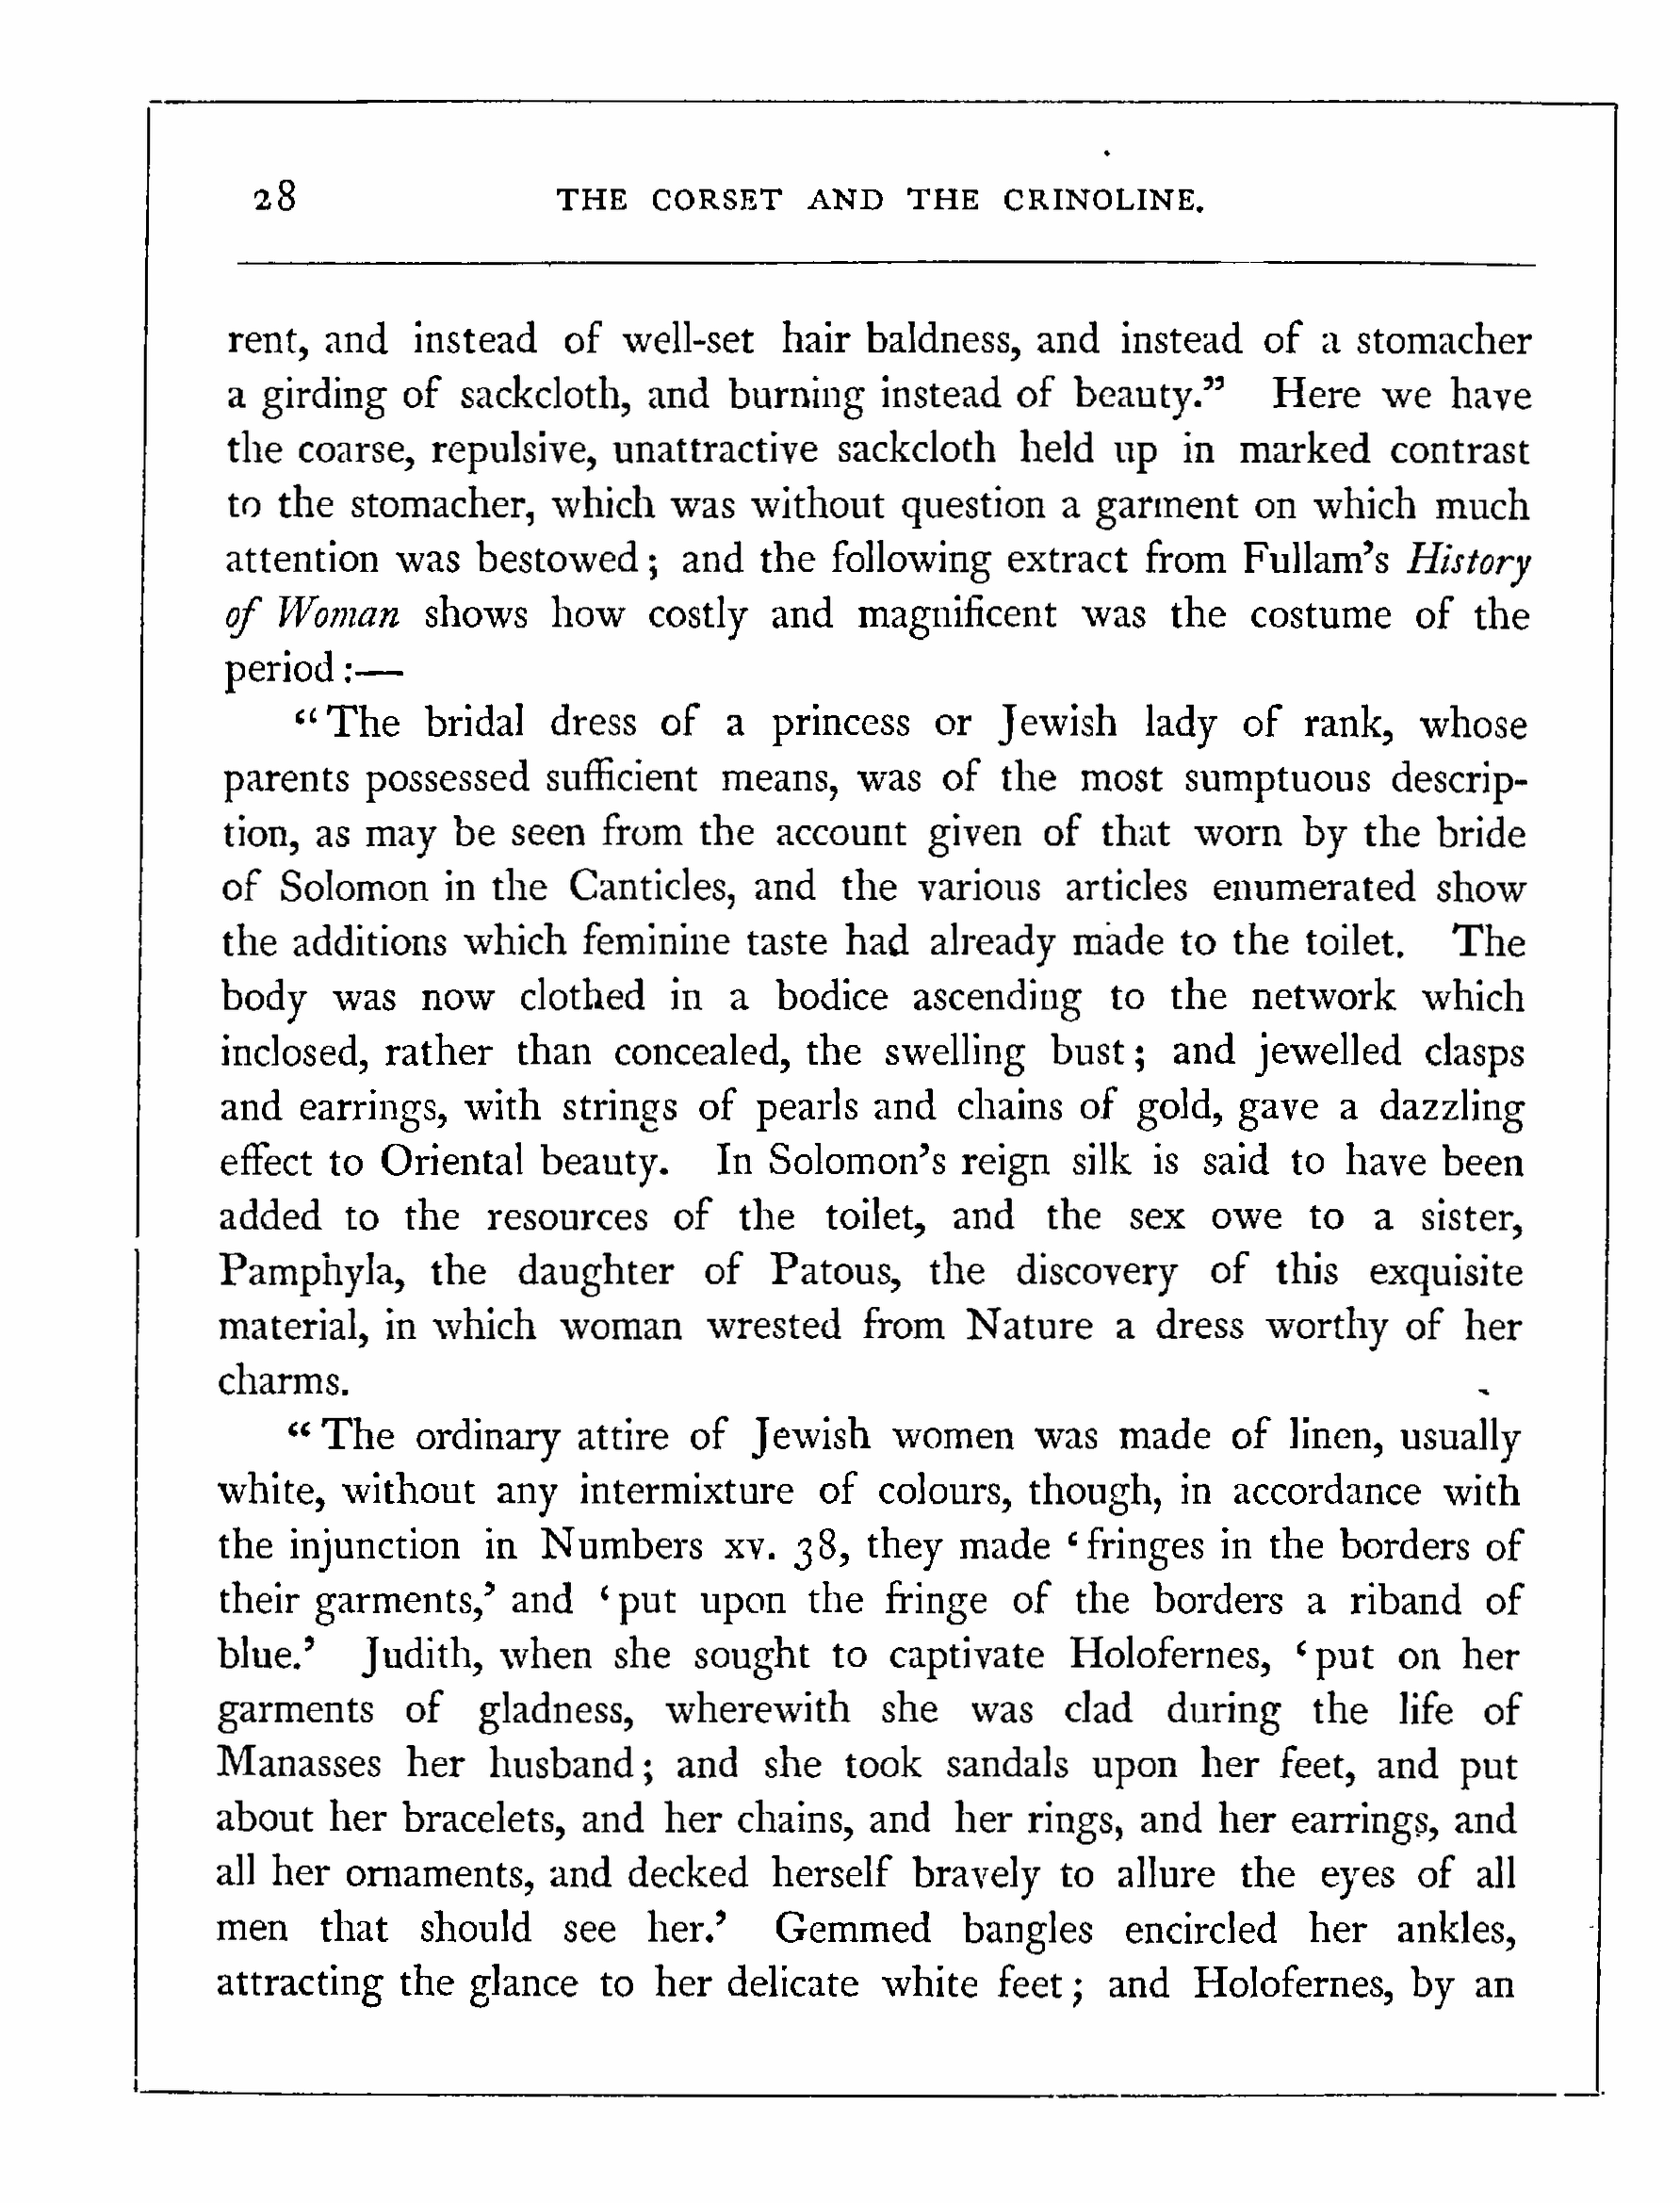 28 THE CORSET AND THE CRINOLINE.
rent, and instead of well-set hair baldness, and instead of a stomacher
a girding of sackcloth, and burning instead of beauty.” Here we have
the coarse, repulsive, unattractive sackcloth held up in marked contrast
to the stomacher, which was without question a garment on which much
attention was bestowed; and the following extract from Fullam’s History
of Woman shows how costly and magnificent was the costume of the
period:—
“The bridal dress of a princess or Jewish lady of rank, whose
parents possessed sufficient means, was of the most sumptuous descrip-
tion, as may be seen from the account given of that worn by the bride
of Solomon in the Canticles, and the various articles enumerated show
the additions which feminine taste had already made to the toilet. The
body was now clothed in a bodice ascending to the network which
inclosed, rather than concealed, the swelling bust; and jewelled clasps
and earrings, with strings of pearls and chains of gold, gave a dazzling
effect to Oriental beauty. In Solomon’s reign silk is said to have been
added to the resources of the toilet, and the sex owe to a sister,
Pamphyla, the daughter of Patous, the discovery of this exquisite
material, in which woman wrested from Nature a dress worthy of her
charms.
“The ordinary attire of Jewish women was made of linen, usually
white, without any intermixture of colours, though, in accordance with
the injunction in Numbers xv. 38, they made ‘fringes in the borders of
their garments,’ and ‘put upon the fringe of the borders a riband of
blue.’ Judith, when she sought to captivate Holofernes, ‘put on her
garments of gladness, wherewith she was clad during the life of
Manasses her husband; and she took sandals upon her feet, and put
about her bracelets, and her chains, and her rings, and her earrings, and
all her ornaments, and decked herself bravely to allure the eyes of all
men that should see her.’ Gemmed bangles encircled her ankles,
attracting the glance to her delicate white feet; and Holofernes, by an